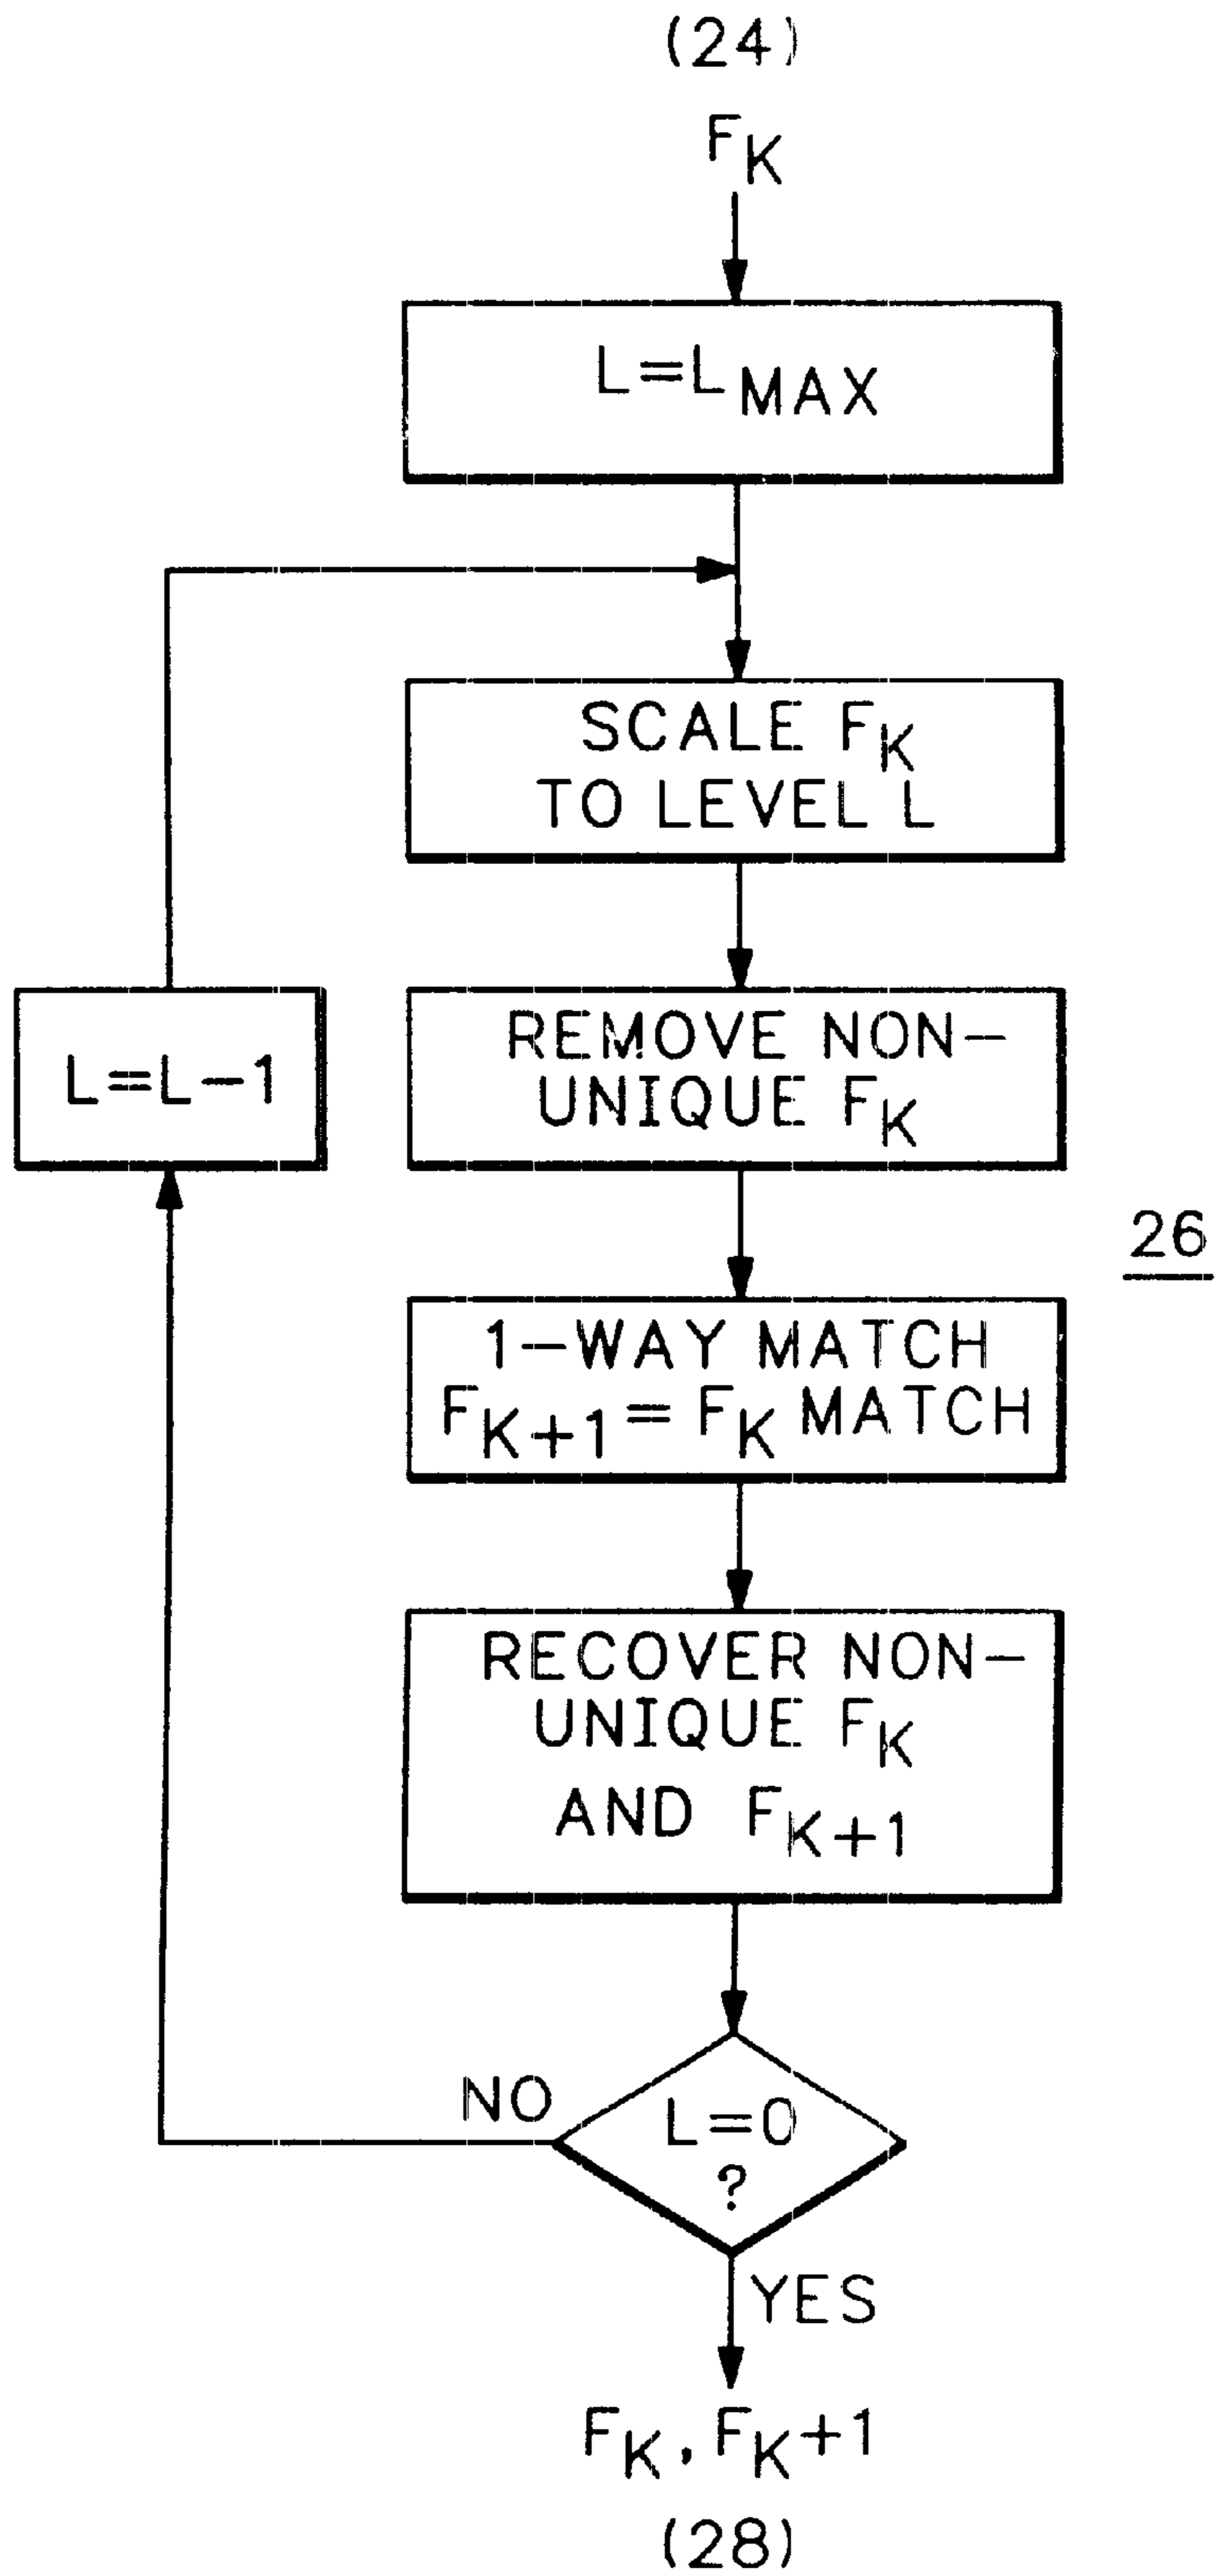 (24)
F_K
L=L_MAX
SCALE F_K
TO LEVEL L
REMOVE NON-
UNIQUE F_K
L=L-1
26
1-WAY MATCH
F_K+1 = F_K MATCH
RECOVER NON-
UNIQUE F_K
AND F_K+1
NO
L=0
?
YES
F_K, F_K+1
(28)